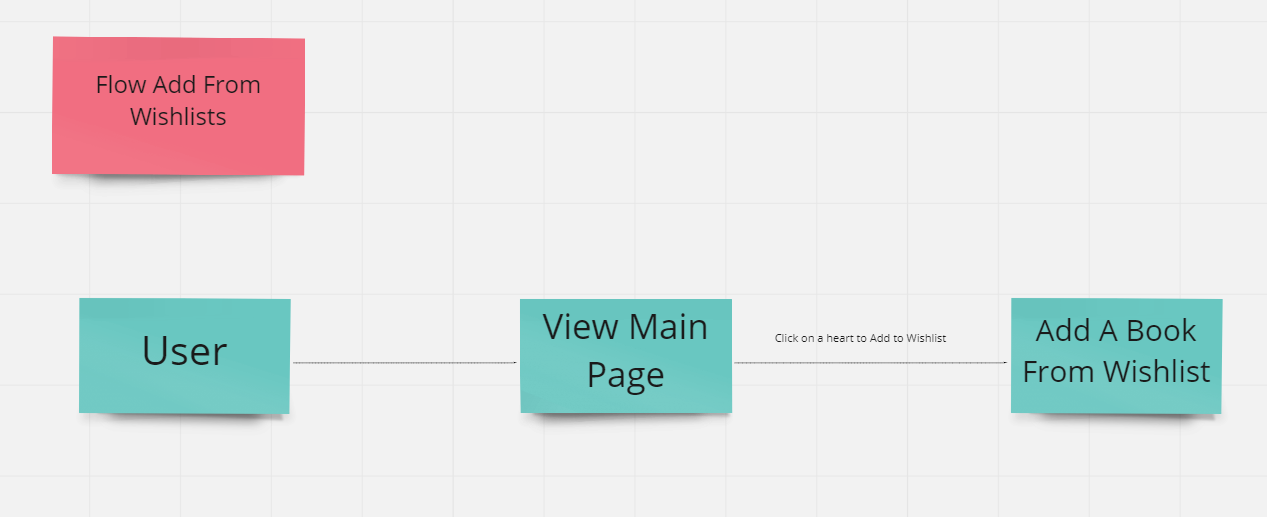 Flow Add From
Wishlists
User
View Main
Page
Click on a heart to Add to Wishlist
Add A Book
From Wishlist